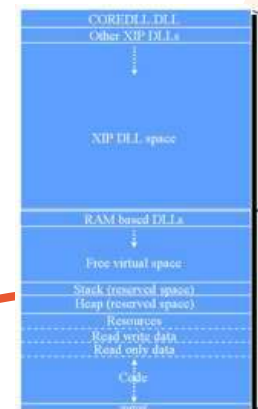 COREDLL.DLL
Other XIP DLLs
XIP DLL space
RAM based DLLs
Free virtual space
Stack (reserved space)
Heap (reserved space)
Resources
Read write data
Read only data
Code